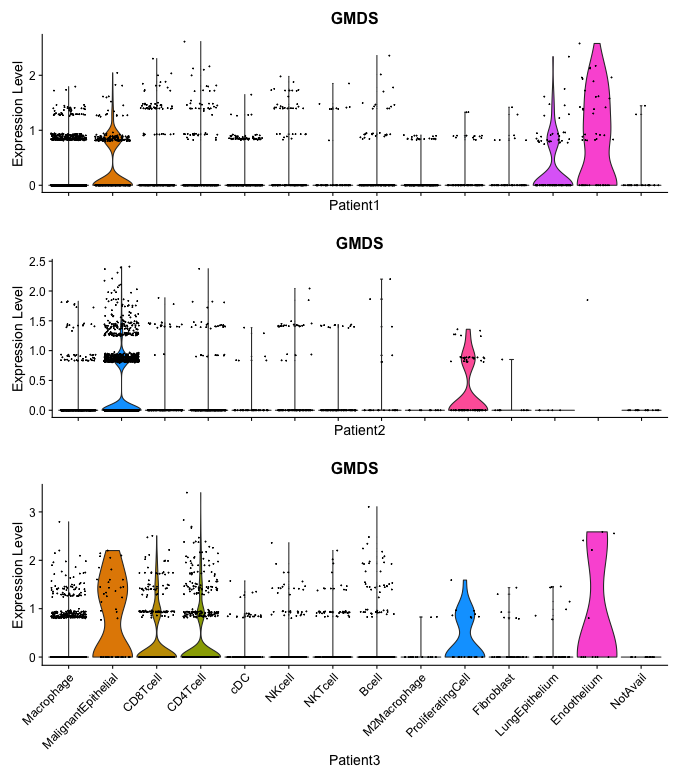 GMDS
Expression Level
2
1
0
Patient1
GMDS
Expression Level
2.5
2.0
1.5
1.0
0.5
0.0
Patient2
GMDS
Expression Level
3
2
1
0
Macrophage
MalignantEpithelial
CD8Tcell
CD4Tcell
cDC
NKcell
NKTcell
Bcell
M2Macrophage
ProliferatingCell
Fibroblast
LungEpithelium
Endothelium
NotAvail
Patient3